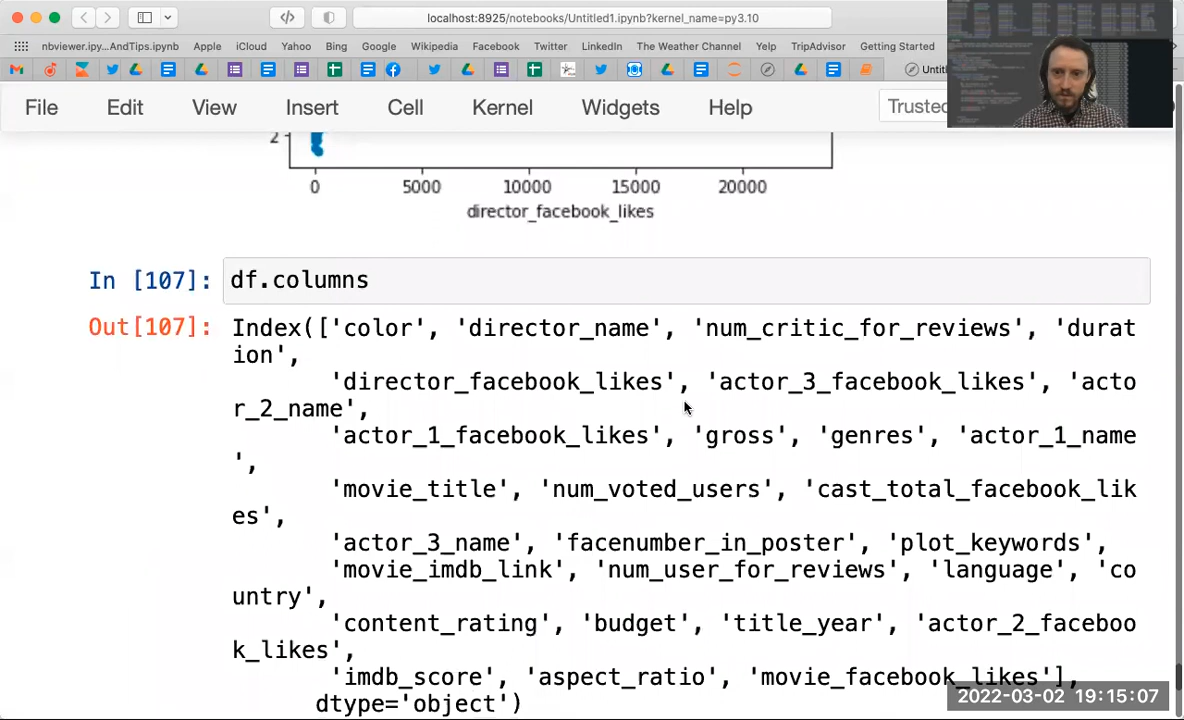 localhost:8925/notebooks/Untitled1.ipynb?kernel_name=py3.10
nbviewer.ipy...AndTips.ipynb Apple iCloud Yahoo Bing Google Wikipedia Facebook Twitter LinkedIn The Weather Channel Yelp TripAdvisor Getting Started
Untitl
File Edit View Insert Cell Kernel Widgets Help Trusted
2
0 5000 10000 15000 20000
director_facebook_likes
In [107]: df.columns
Out[107]: Index(['color', 'director_name', 'num_critic_for_reviews', 'durat
ion',
'director_facebook_likes', 'actor_3_facebook_likes', 'acto
r_2_name',
'actor_1_facebook_likes', 'gross', 'genres', 'actor_1_name
',
'movie_title', 'num_voted_users', 'cast_total_facebook_lik
es',
'actor_3_name', 'facenumber_in_poster', 'plot_keywords',
'movie_imdb_link', 'num_user_for_reviews', 'language', 'co
untry',
'content_rating', 'budget', 'title_year', 'actor_2_faceboo
k_likes',
'imdb_score', 'aspect_ratio', 'movie_facebook_likes'],
dtype='object')
2022-03-02 19:15:07